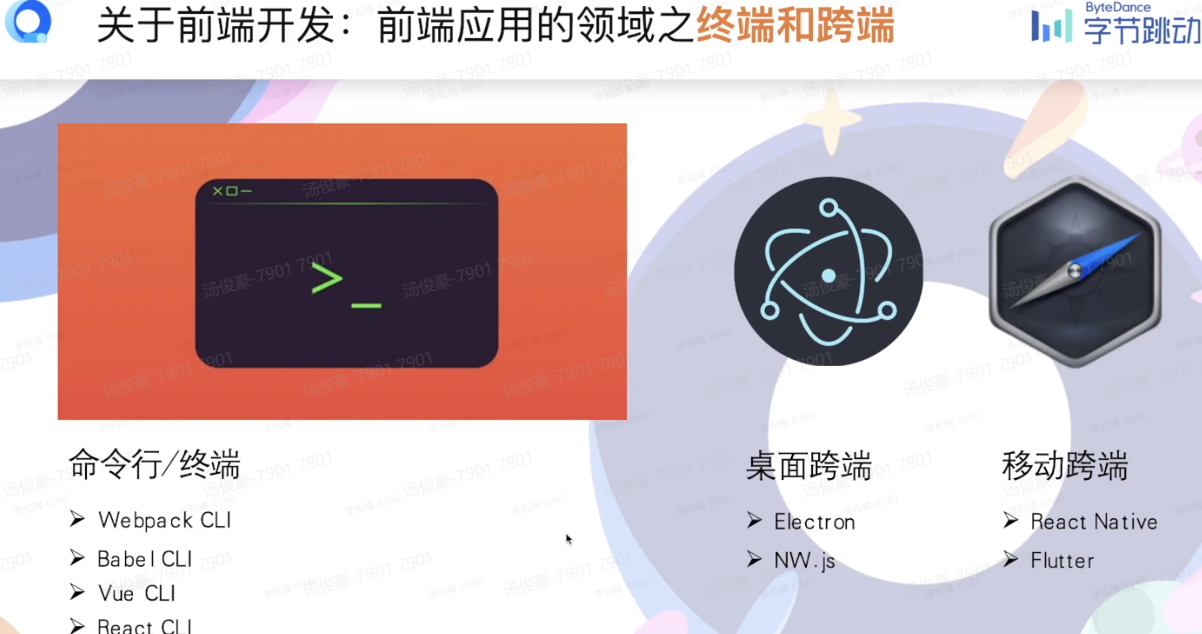 关于前端开发：前端应用的领域之终端和跨端
ByteDance
字节跳动
命令行/终端
Webpack CLI
Babel CLI
Vue CLI
React CLI
桌面跨端
Electron
NW.js
移动跨端
React Native
Flutter
汤俊豪-7901